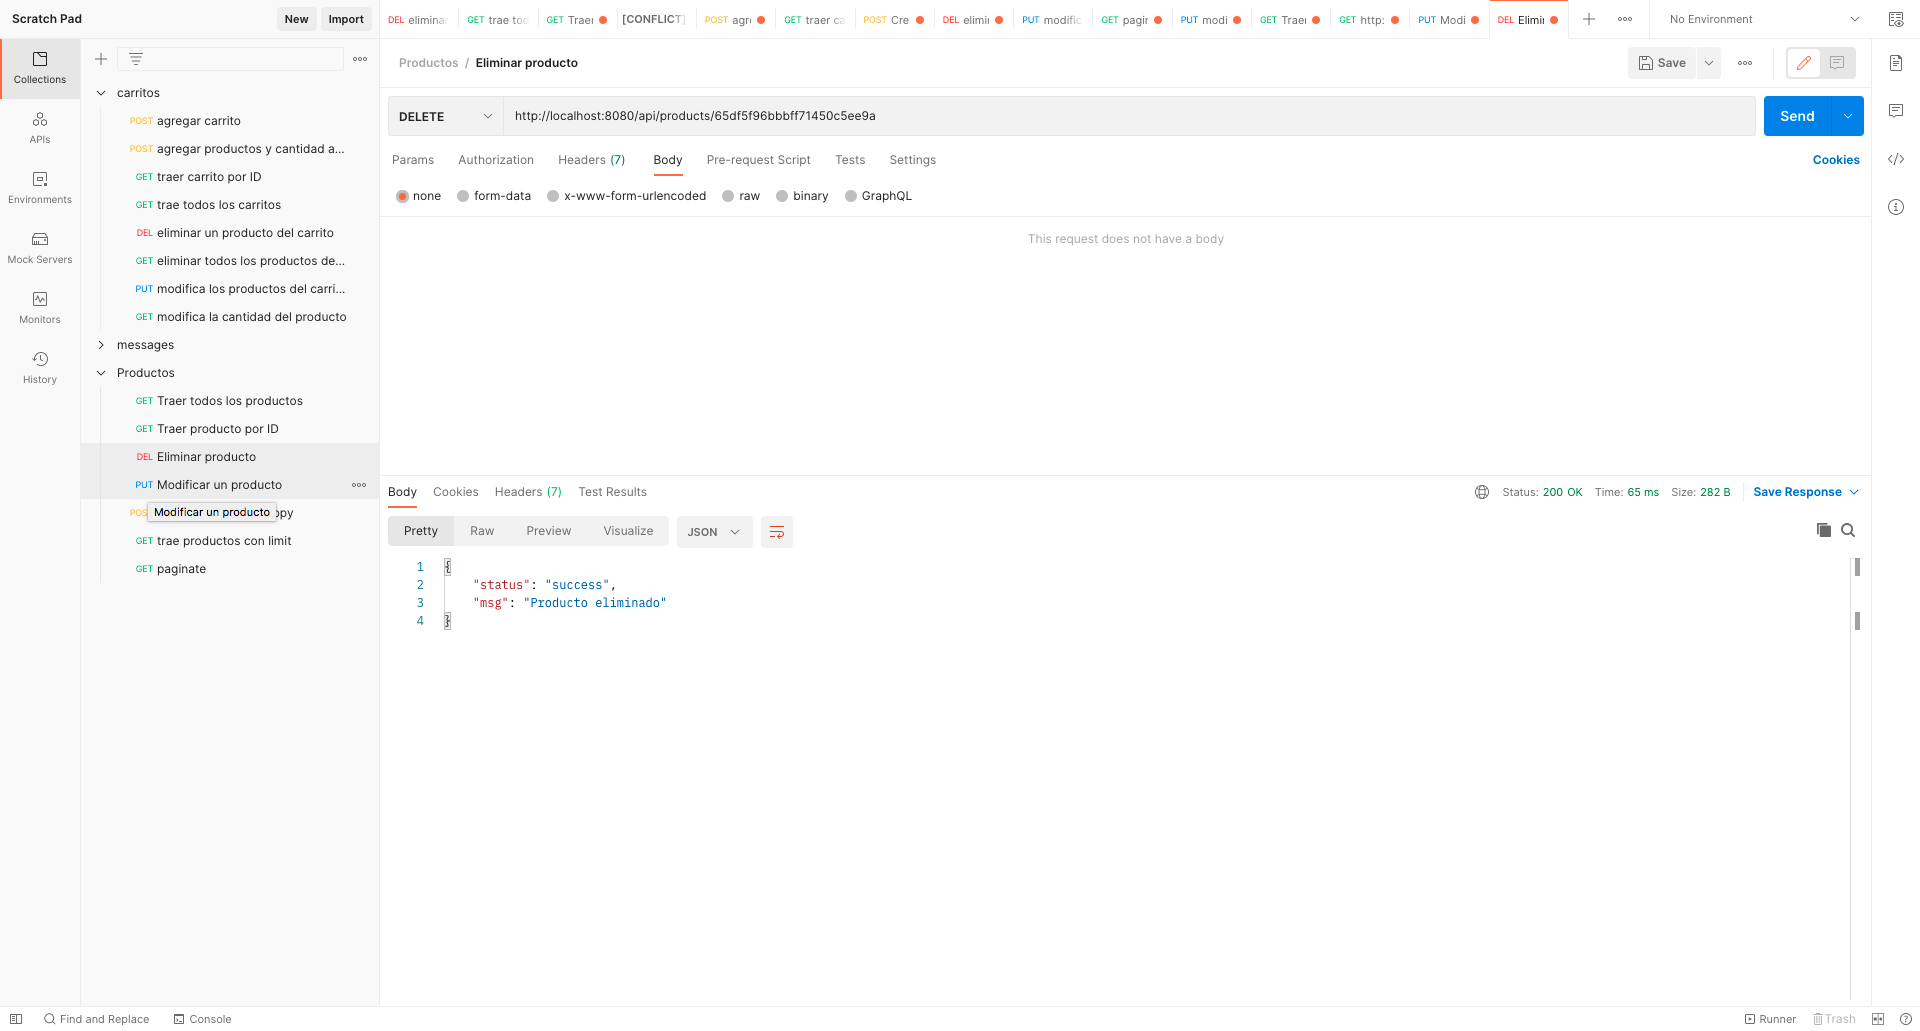 Scratch Pad
New
Import
DEL eliminar
GET trae tod
GET Traer
[CONFLICT]
POST agre
GET traer ca
POST Cre
DEL elimin
PUT modific
GET pagin
PUT modi
GET Traer
GET http:
PUT Modi
DEL Elimin
No Environment
Collections
APIs
Environments
Mock Servers
Monitors
History
carritos
POST agregar carrito
POST agregar productos y cantidad a...
GET traer carrito por ID
GET trae todos los carritos
DEL eliminar un producto del carrito
GET eliminar todos los productos de...
PUT modifica los productos del carri...
GET modifica la cantidad del producto
messages
Productos
GET Traer todos los productos
GET Traer producto por ID
DEL Eliminar producto
PUT Modificar un producto
POS
Modificar un producto
opy
GET trae productos con limit
GET paginate
Productos / Eliminar producto
Save
DELETE
http://localhost:8080/api/products/65df5f96bbbff71450c5ee9a
Send
Params
Authorization
Headers (7)
Body
Pre-request Script
Tests
Settings
Cookies
none
form-data
x-www-form-urlencoded
raw
binary
GraphQL
This request does not have a body
Body
Cookies
Headers (7)
Test Results
Status: 200 OK
Time: 65 ms
Size: 282 B
Save Response
Pretty
Raw
Preview
Visualize
JSON
1 {
2 "status": "success",
3 "msg": "Producto eliminado"
4 }
Find and Replace
Console
Runner
Trash